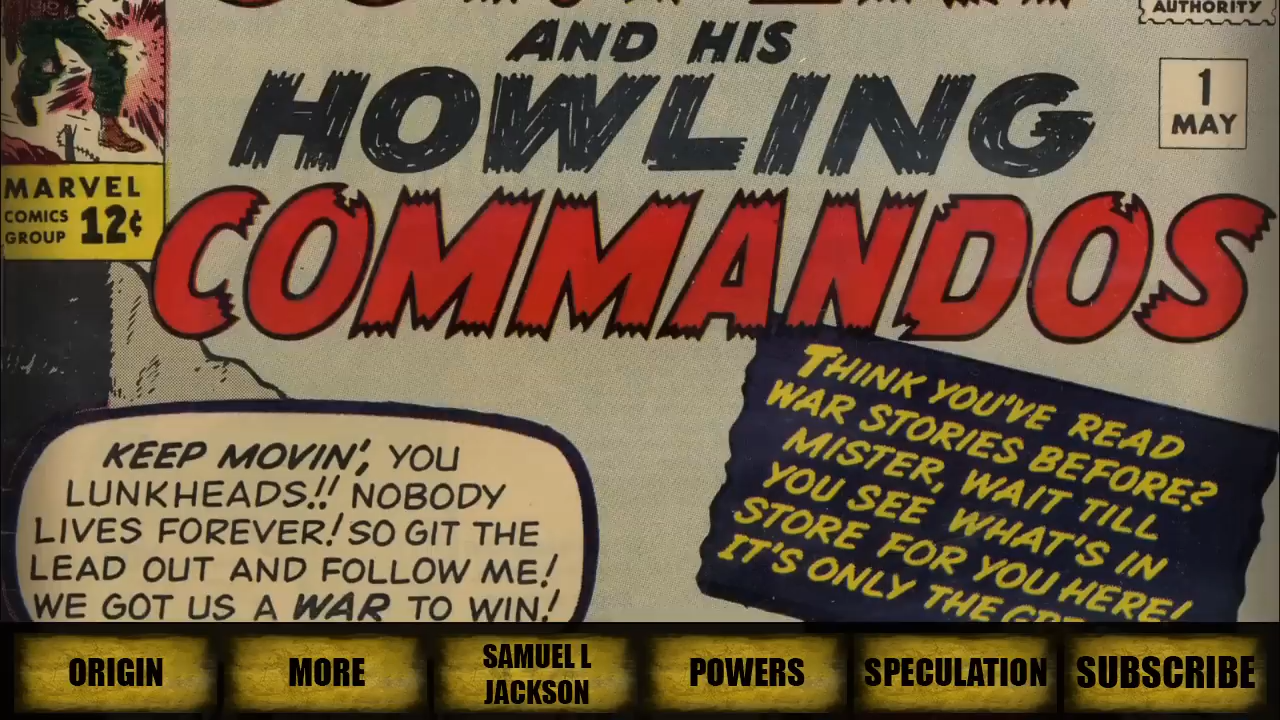 AUTHORITY
AND HIS
HOWLING
COMMANDOS
1
MAY
MARVEL
COMICS
GROUP 12¢
KEEP MOVIN', YOU
LUNKHEADS!! NOBODY
LIVES FOREVER! SO GIT THE
LEAD OUT AND FOLLOW ME!
WE GOT US A WAR TO WIN!
THINK YOU'VE READ
WAR STORIES BEFORE?
MISTER, WAIT TILL
YOU SEE WHAT'S IN
STORE FOR YOU HERE!
IT'S ONLY THE
ORIGIN
MORE
SAMUEL L
JACKSON
POWERS
SPECULATION
SUBSCRIBE